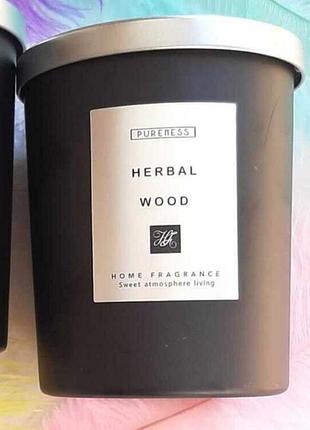 PURENESS
HERBAL
WOOD
HOME FRAGRANCE
Sweet atmosphere living